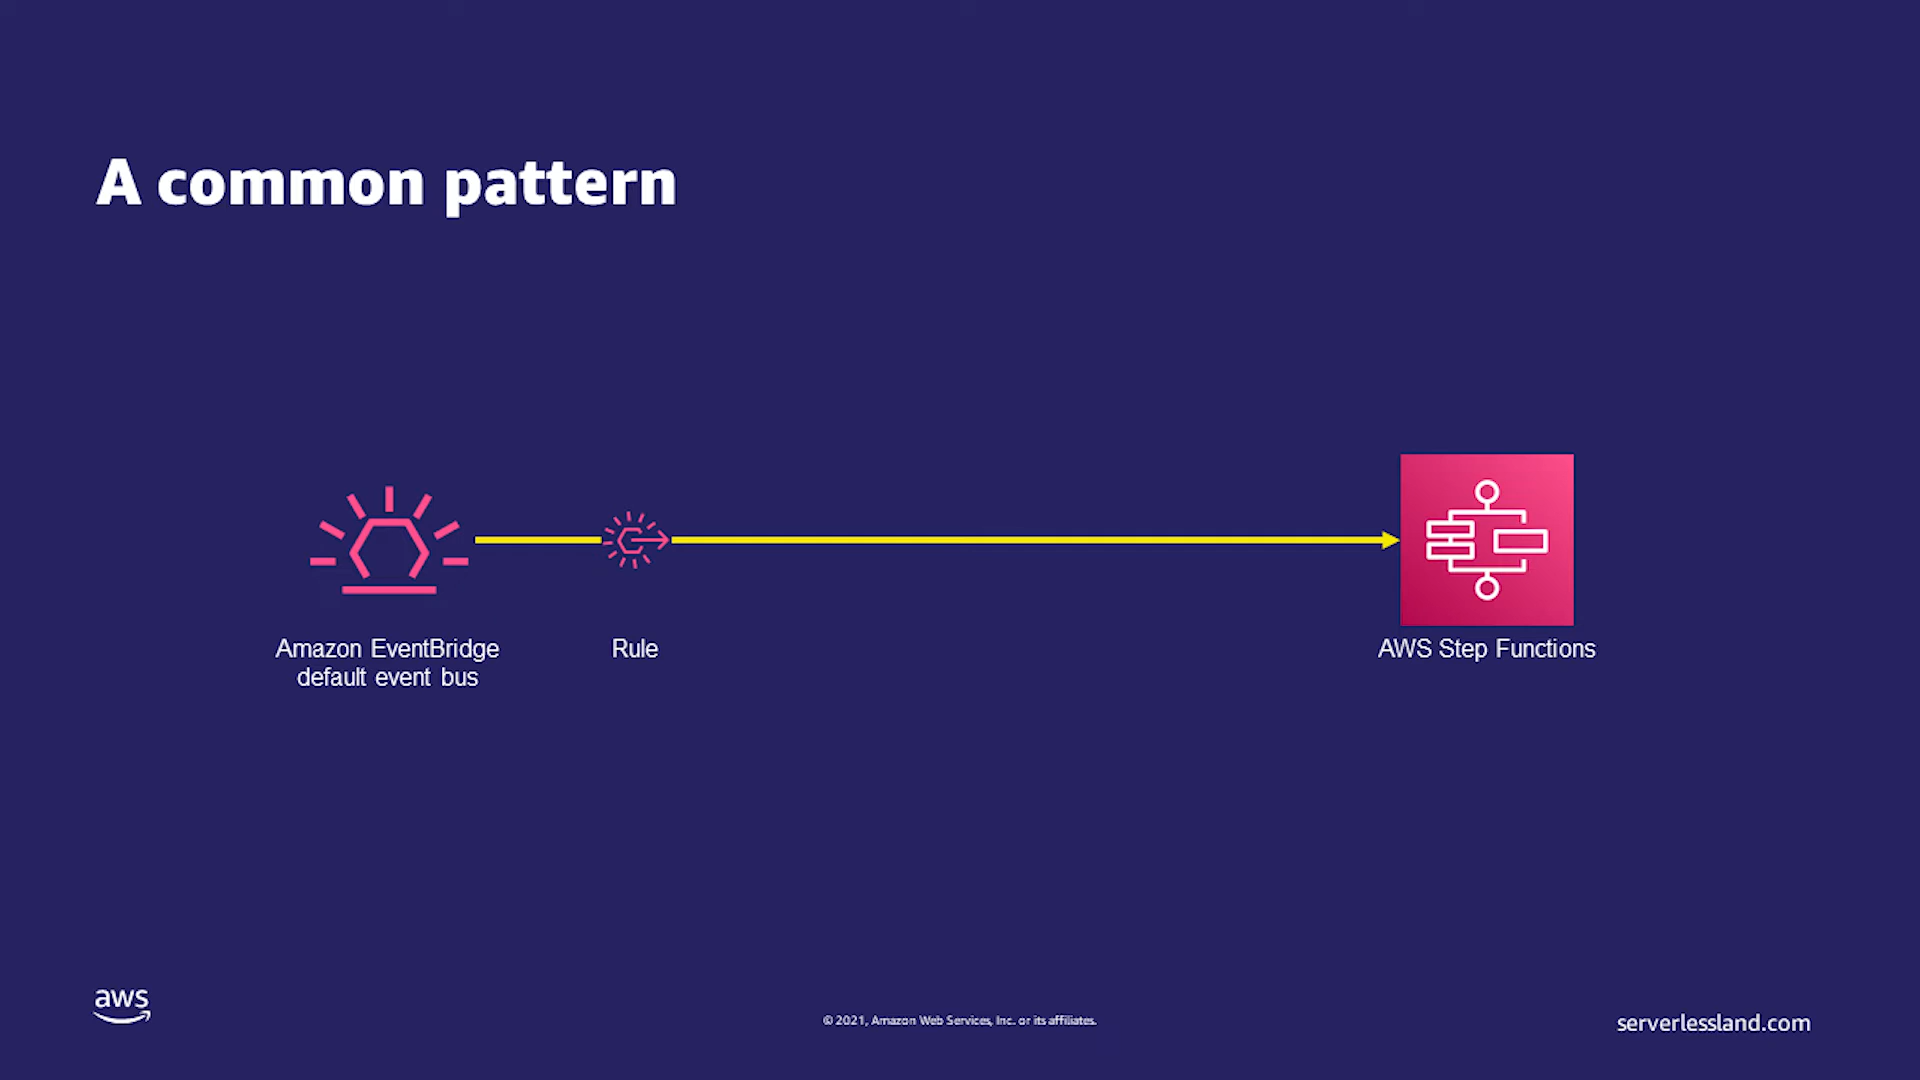 A common pattern
Amazon EventBridge
default event bus
Rule
AWS Step Functions
aws
© 2021, Amazon Web Services, Inc. or its affiliates.
serverlessland.com